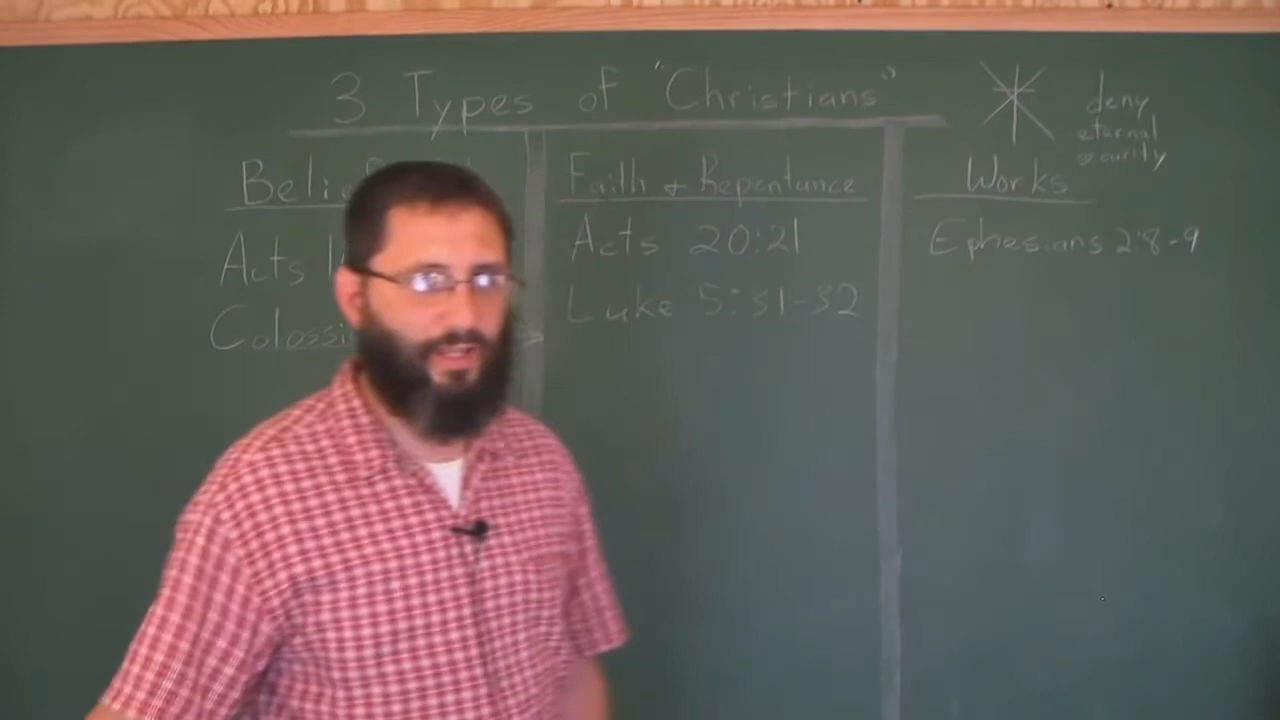 3 Types of "Christians"
deny
eternal
security
Faith & Repentance
Works
Acts
Acts 20:21
Ephesians 2:8-9
Luke 5:31-32